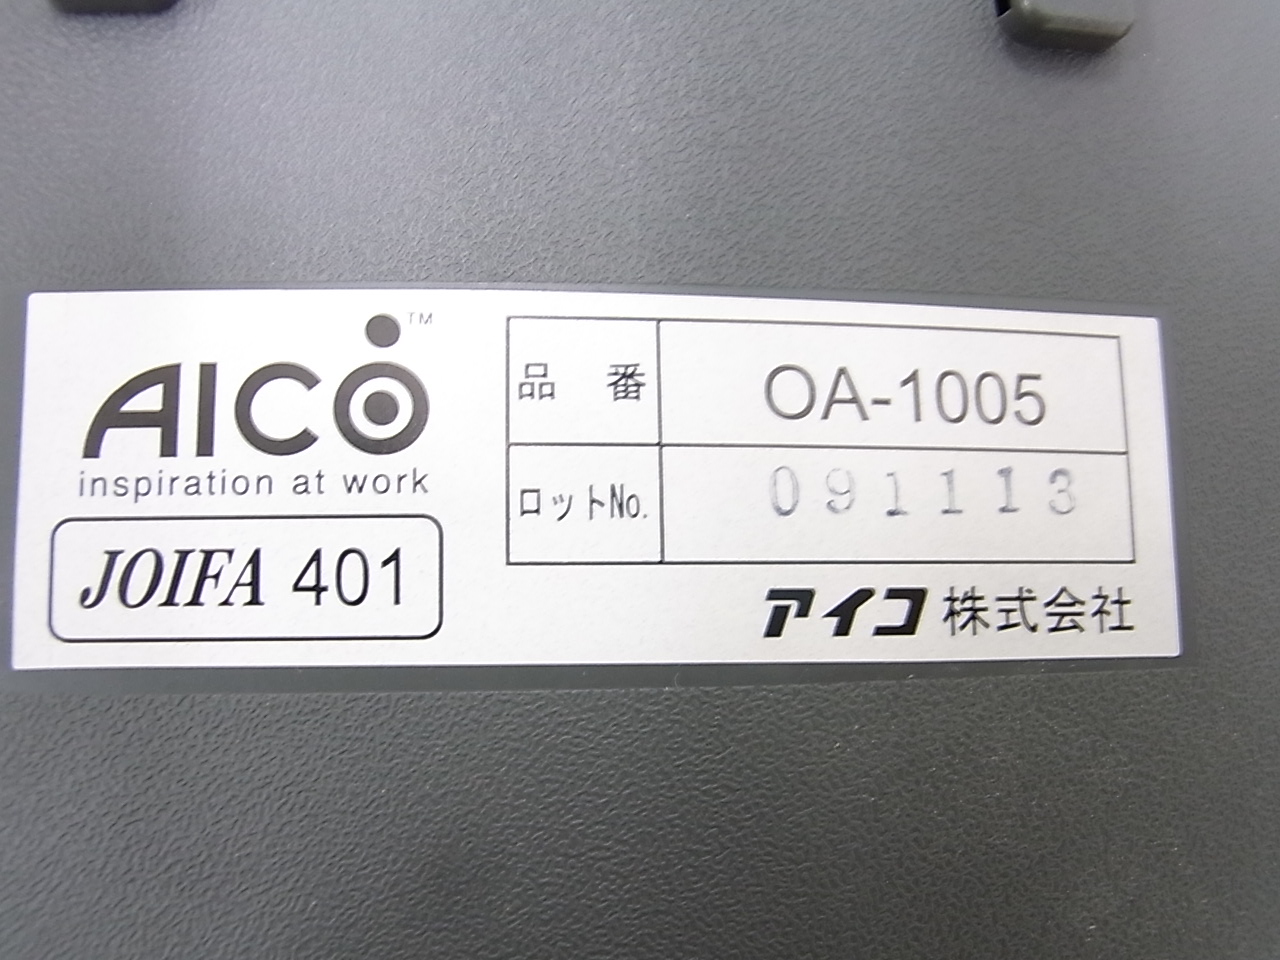 AICO™
inspiration at work
JOIFA 401
品番 OA-1005
ロットNo. 091113
アイコ株式会社